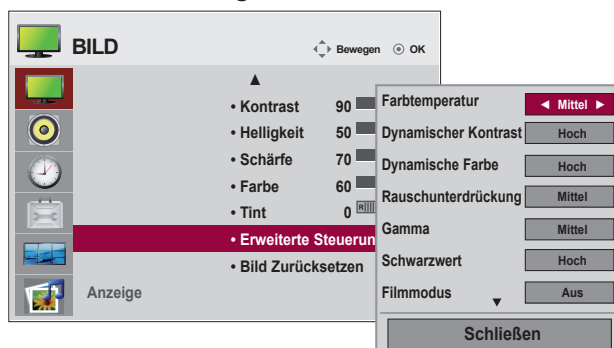 BILD
Bewegen OK
• Kontrast 90
• Helligkeit 50
• Schärfe 70
• Farbe 60
• Tint 0 R
• Erweiterte Steuerun
• Bild Zurücksetzen
Anzeige
Farbtemperatur Mittel
Dynamischer Kontrast Hoch
Dynamische Farbe Hoch
Rauschunterdrückung Mittel
Gamma Mittel
Schwarzwert Hoch
Filmmodus Aus
Schließen